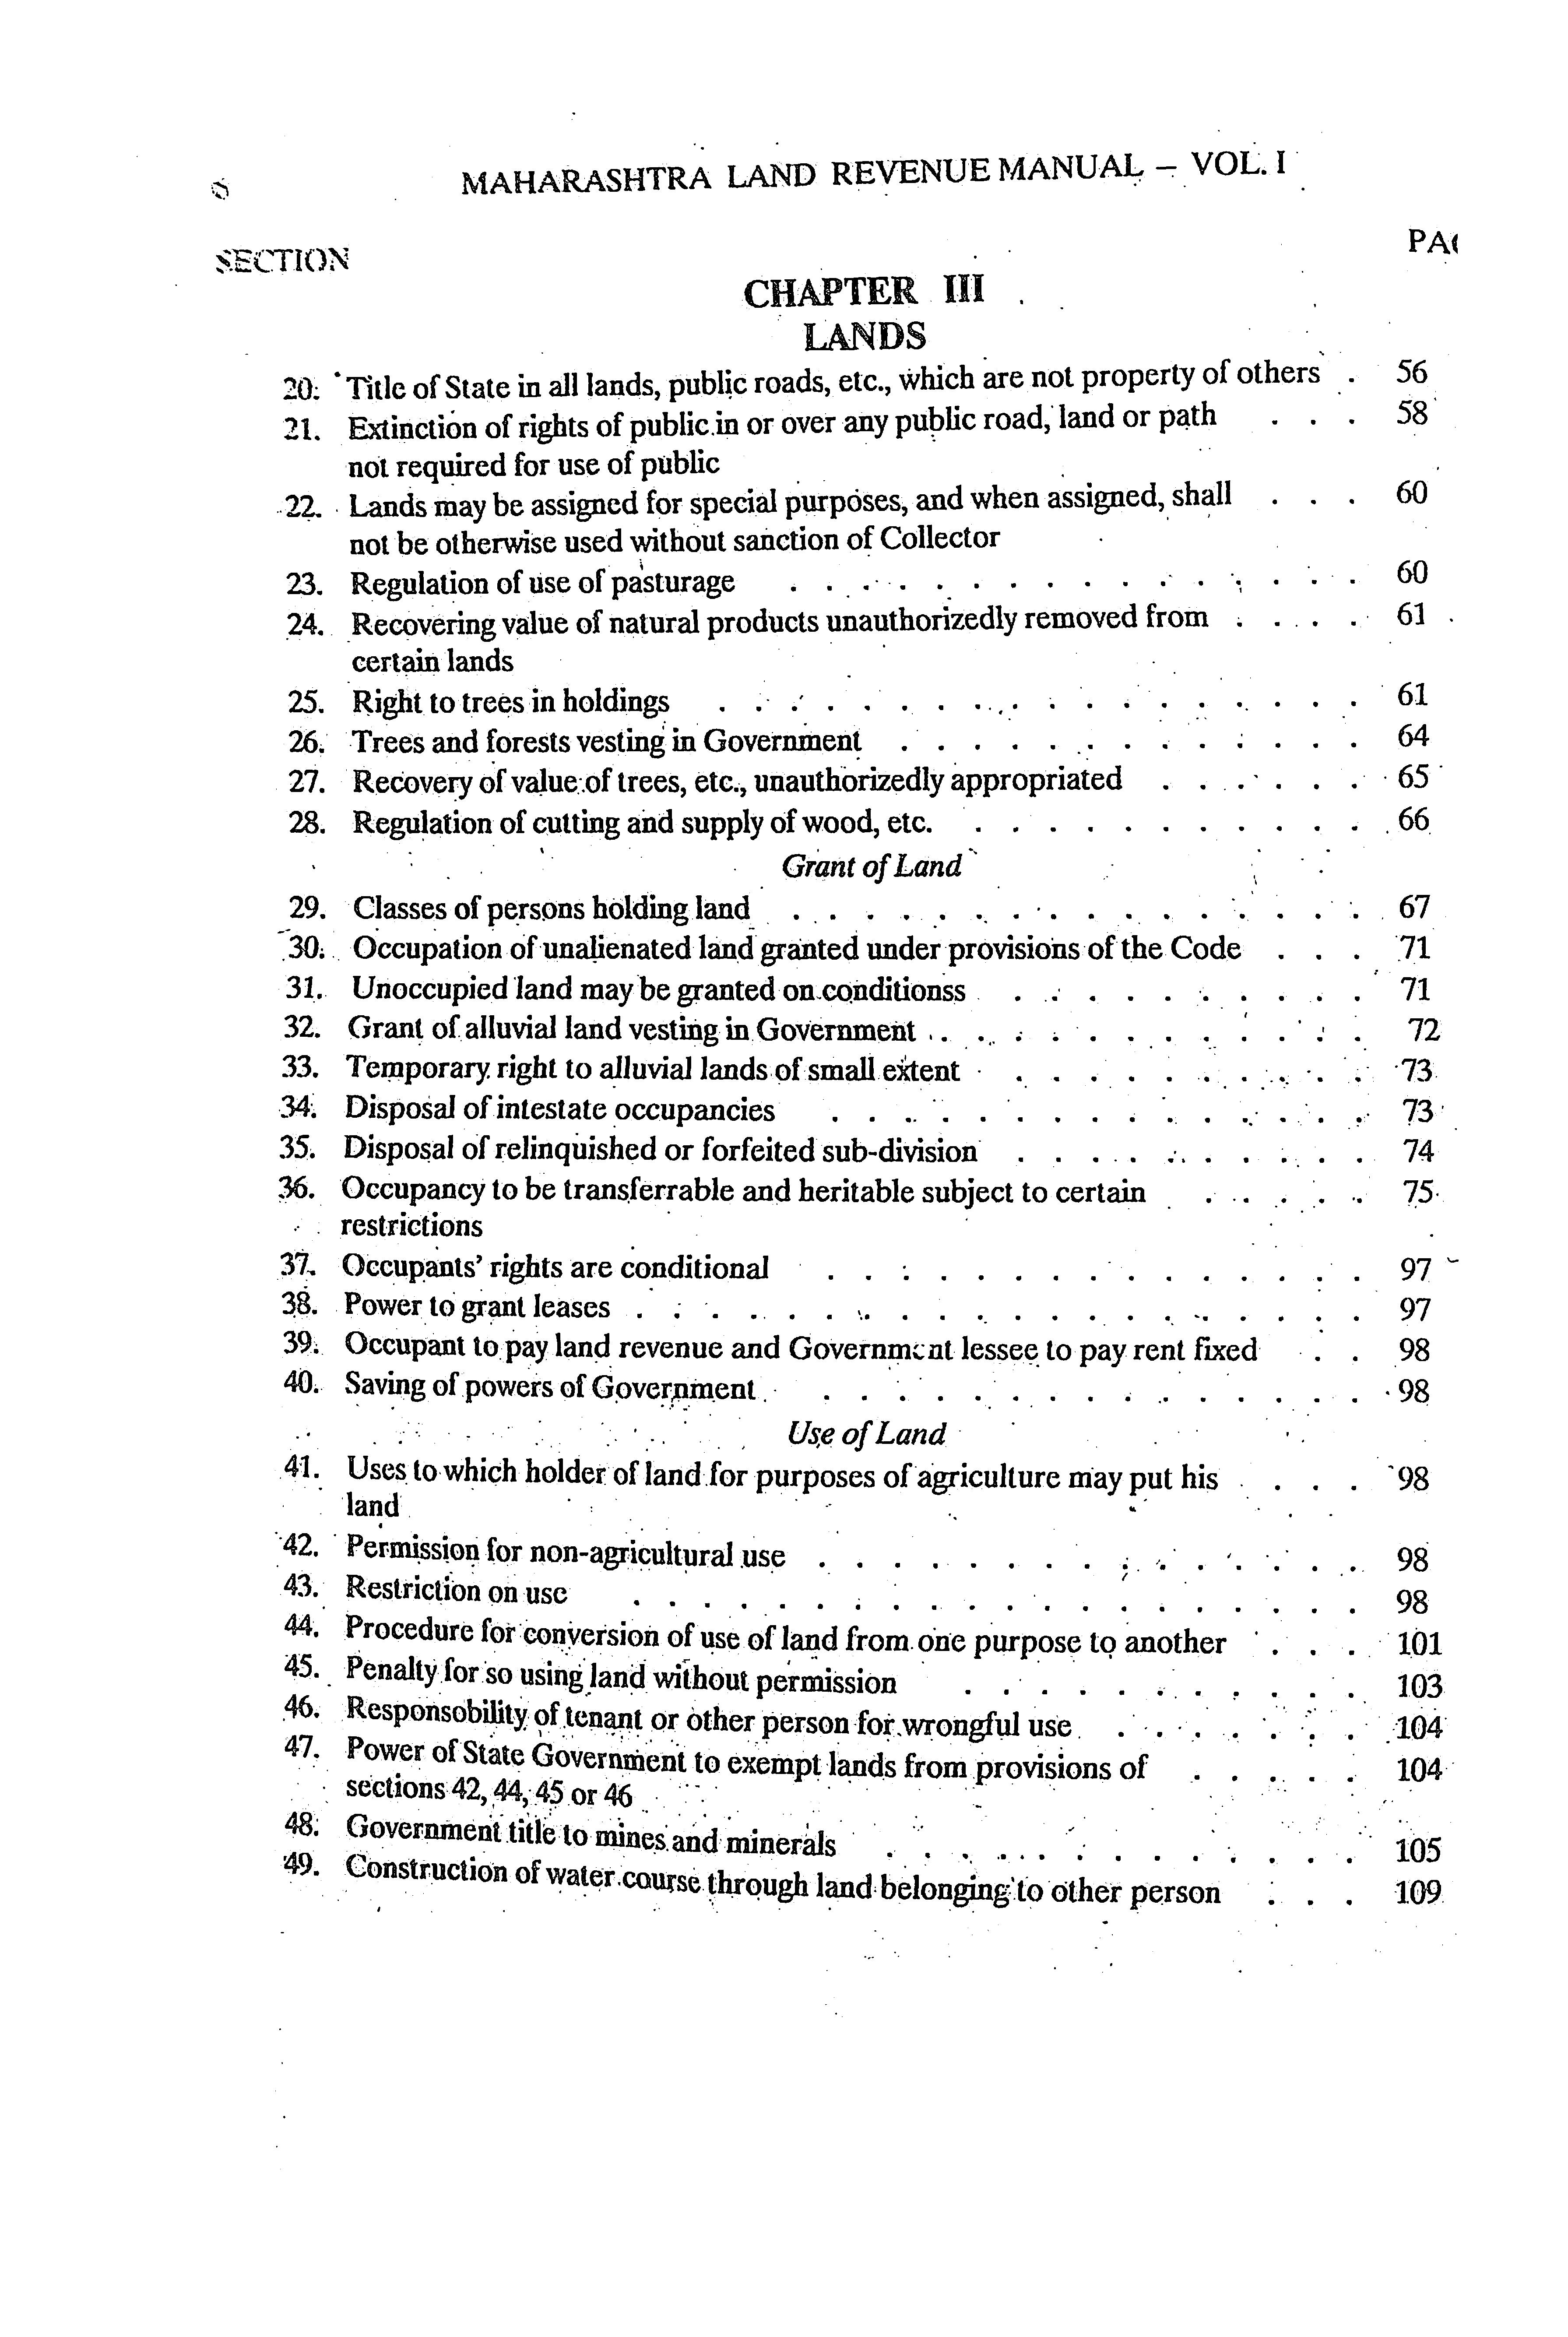 MAHARASHTRA LAND REVENUE MANUAL – VOL. I
SECTION
CHAPTER III
LANDS
20. Title of State in all lands, public roads, etc., which are not property of others . 56
21. Extinction of rights of public in or over any public road, land or path . . . 58
not required for use of public
22. Lands may be assigned for special purposes, and when assigned, shall . . . 60
not be otherwise used without sanction of Collector
23. Regulation of use of pasturage . . . . . . . . . . . . . . . . 60
24. Recovering value of natural products unauthorizedly removed from . . . . 61
certain lands
25. Right to trees in holdings . . . . . . . . . . . . . . . . . . 61
26. Trees and forests vesting in Government . . . . . . . . . . . . . 64
27. Recovery of value of trees, etc., unauthorizedly appropriated . . . . . . 65
28. Regulation of cutting and supply of wood, etc. . . . . . . . . . . . 66
Grant of Land
29. Classes of persons holding land . . . . . . . . . . . . . . . . 67
30. Occupation of unalienated land granted under provisions of the Code . . . 71
31. Unoccupied land may be granted on conditionss . . . . . . . . . . 71
32. Grant of alluvial land vesting in Government . . . . . . . . . . . . 72
33. Temporary right to alluvial lands of small extent . . . . . . . . . . 73
34. Disposal of intestate occupancies . . . . . . . . . . . . . . . 73
35. Disposal of relinquished or forfeited sub-division . . . . . . . . . . 74
36. Occupancy to be transferrable and heritable subject to certain . . . . . 75
restrictions
37. Occupants’ rights are conditional . . . . . . . . . . . . . . . 97
38. Power to grant leases . . . . . . . . . . . . . . . . . . . . 97
39. Occupant to pay land revenue and Government lessee to pay rent fixed . . 98
40. Saving of powers of Government . . . . . . . . . . . . . . . 98
Use of Land
41. Uses to which holder of land for purposes of agriculture may put his . . . 98
land
42. Permission for non-agricultural use . . . . . . . . . . . . . . . 98
43. Restriction on use . . . . . . . . . . . . . . . . . . . . 98
44. Procedure for conversion of use of land from one purpose to another . . . 101
45. Penalty for so using land without permission . . . . . . . . . . . 103
46. Responsobility of tenant or other person for wrongful use . . . . . . . 104
47. Power of State Government to exempt lands from provisions of . . . . . 104
sections 42, 44, 45 or 46
48. Government title to mines and minerals . . . . . . . . . . . . . 105
49. Construction of water course through land belonging to other person . . . 109